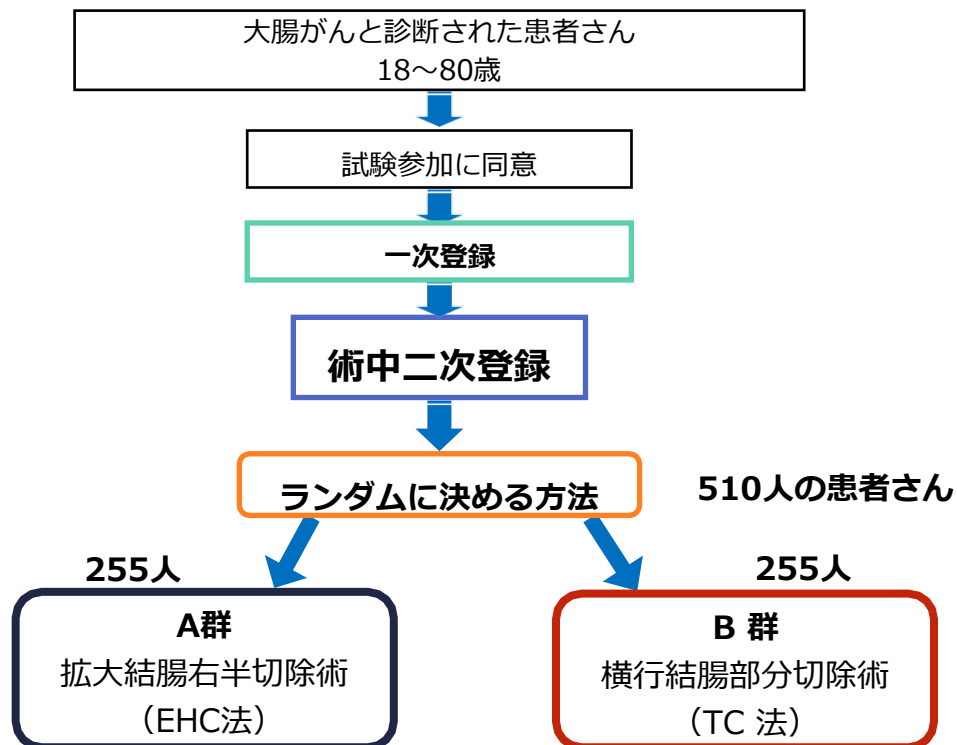 大腸がんと診断された患者さん
18～80歳
試験参加に同意
一次登録
術中二次登録
ランダムに決める方法
510人の患者さん
255人
255人
A群
拡大結腸右半切除術
（EHC法）
B 群
横行結腸部分切除術
（TC 法）